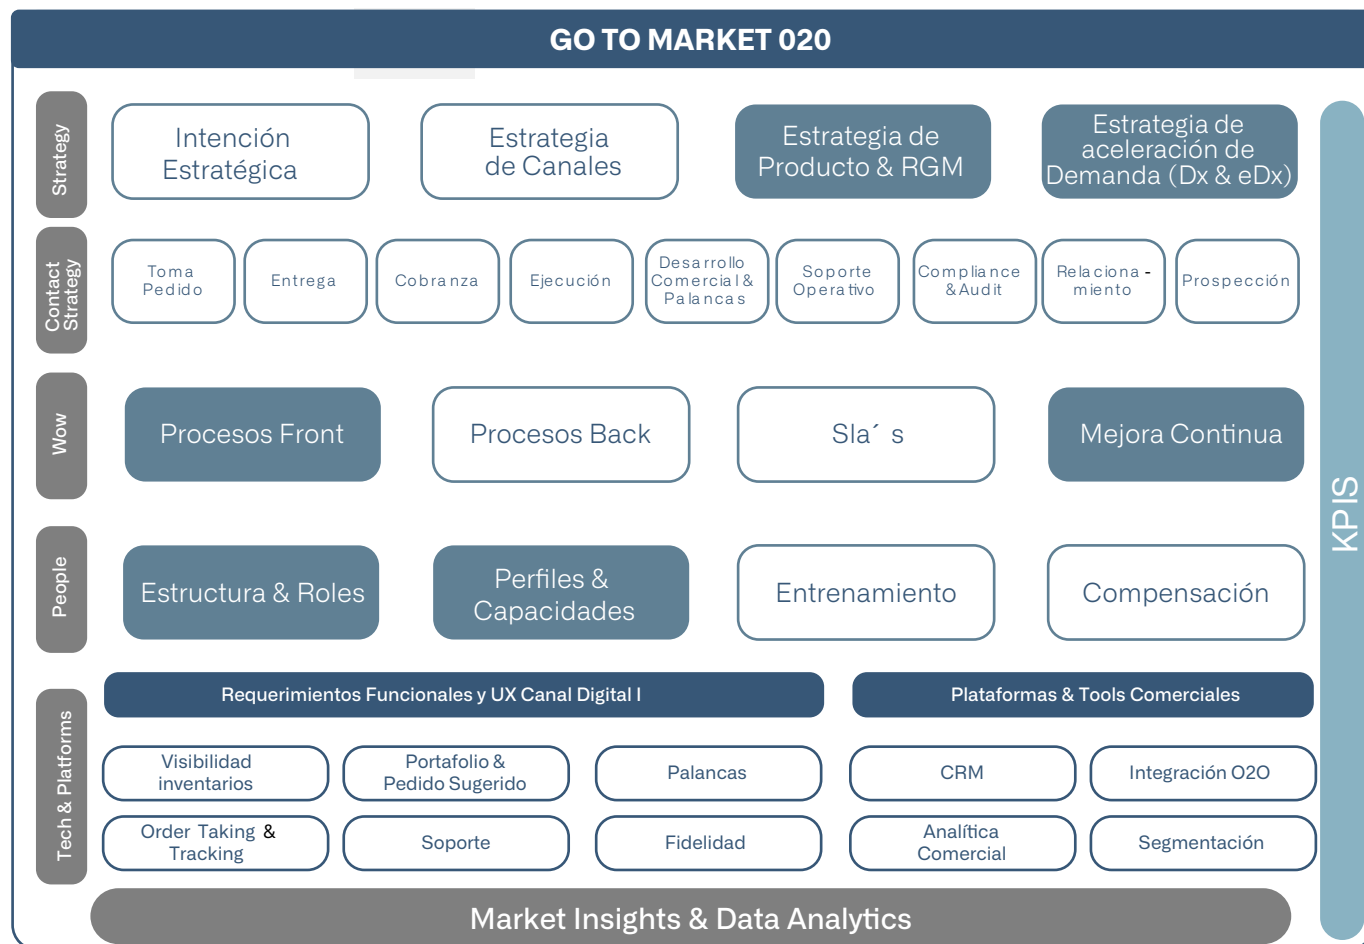 GO TO MARKET 020
Strategy
Intención
Estratégica
Estrategia
de Canales
Estrategia de
Producto & RGM
Estrategia de
aceleración de
Demanda (Dx & eDx)
Contact
Strategy
Toma
Pedido
Entrega
Cobranza
Ejecución
Desarrollo
Comercial &
Palancas
Soporte
Operativo
Compliance
&Audit
Relaciona -
miento
Prospección
Wow
Procesos Front
Procesos Back
Sla´ s
Mejora Continua
KPIS
People
Estructura & Roles
Perfiles &
Capacidades
Entrenamiento
Compensación
Tech & Platforms
Requerimientos Funcionales y UX Canal Digital I
Plataformas & Tools Comerciales
Visibilidad
inventarios
Portafolio &
Pedido Sugerido
Palancas
CRM
Integración O2O
Order Taking &
Tracking
Soporte
Fidelidad
Analítica
Comercial
Segmentación
Market Insights & Data Analytics